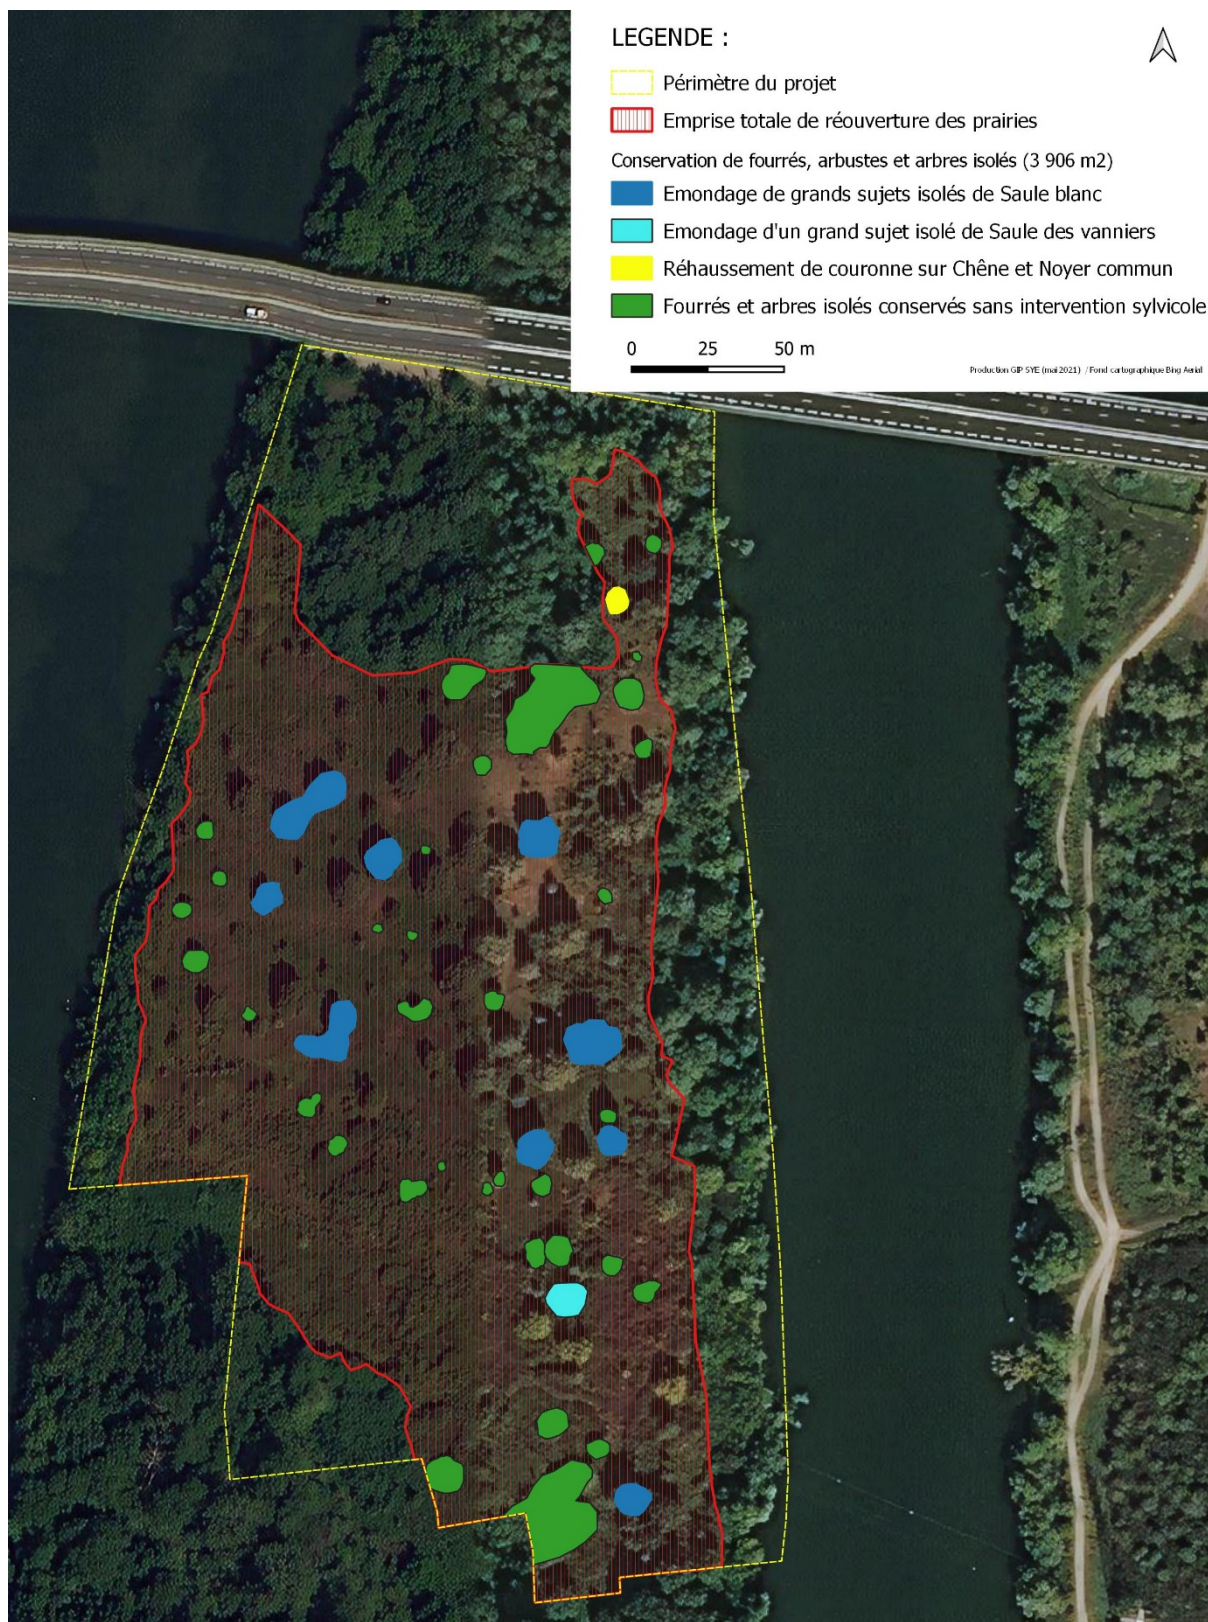 LEGENDE :
Périmètre du projet
Emprise totale de réouverture des prairies
Conservation de fourrés, arbustes et arbres isolés (3 906 m2)
Emondage de grands sujets isolés de Saule blanc
Emondage d'un grand sujet isolé de Saule des vanniers
Réhaussement de couronne sur Chêne et Noyer commun
Fourrés et arbres isolés conservés sans intervention sylvicole
0 25 50 m
Production GIP SYE (mai 2021) / Fond cartographique Bing Aerial